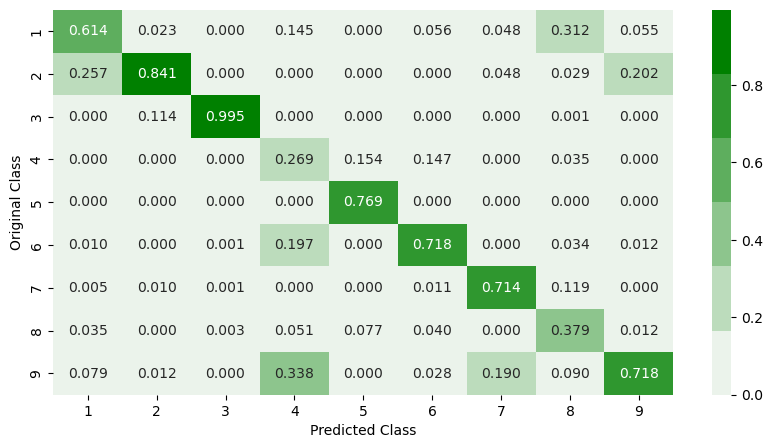 1 0.614 0.023 0.000 0.145 0.000 0.056 0.048 0.312 0.055
2 0.257 0.841 0.000 0.000 0.000 0.000 0.048 0.029 0.202
3 0.000 0.114 0.995 0.000 0.000 0.000 0.000 0.001 0.000
4 0.000 0.000 0.000 0.269 0.154 0.147 0.000 0.035 0.000
5 0.000 0.000 0.000 0.000 0.769 0.000 0.000 0.000 0.000
6 0.010 0.000 0.001 0.197 0.000 0.718 0.000 0.034 0.012
7 0.005 0.010 0.001 0.000 0.000 0.011 0.714 0.119 0.000
8 0.035 0.000 0.003 0.051 0.077 0.040 0.000 0.379 0.012
9 0.079 0.012 0.000 0.338 0.000 0.028 0.190 0.090 0.718
1 2 3 4 5 6 7 8 9
Predicted Class
Original Class
0.8
0.6
0.4
0.2
0.0